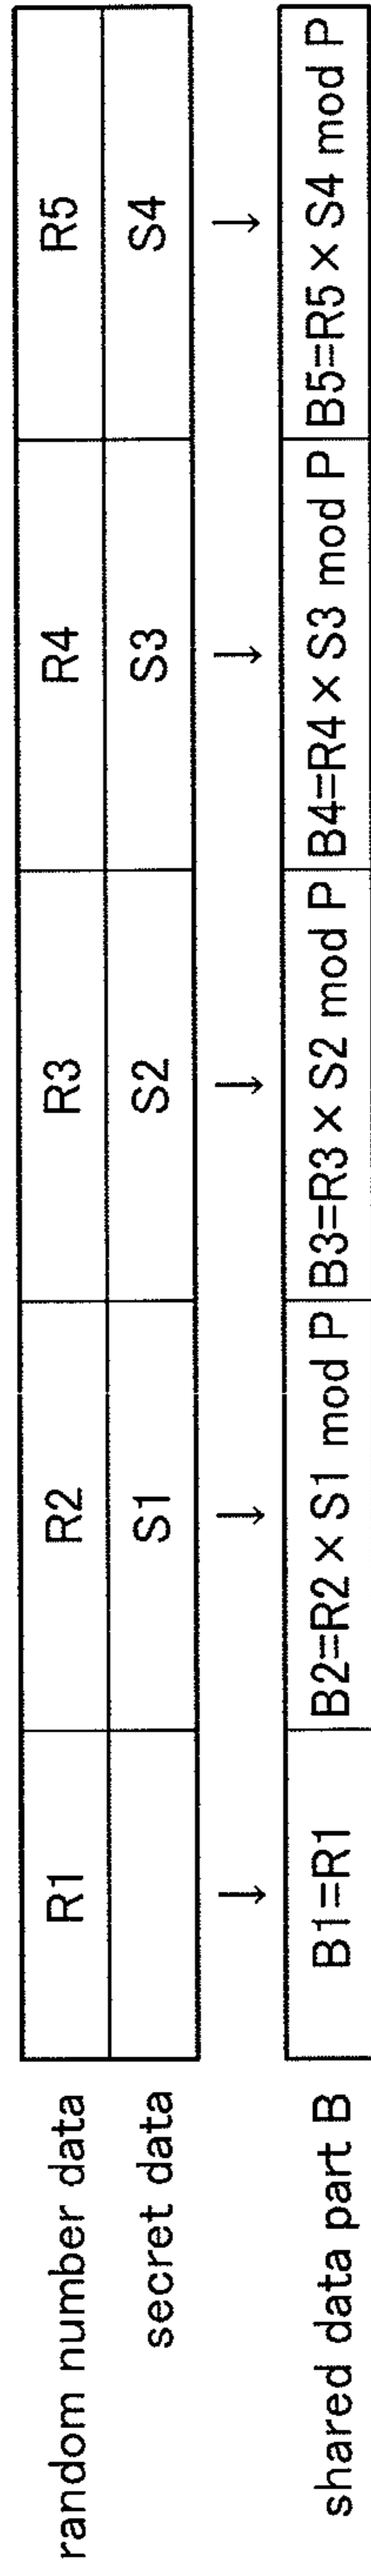 random number data R1 R2 R3 R4 R5
secret data S1 S2 S3 S4
↓ ↓ ↓ ↓ ↓
shared data part B B1=R1 B2=R2 × S1 mod P B3=R3 × S2 mod P B4=R4 × S3 mod P B5=R5 × S4 mod P